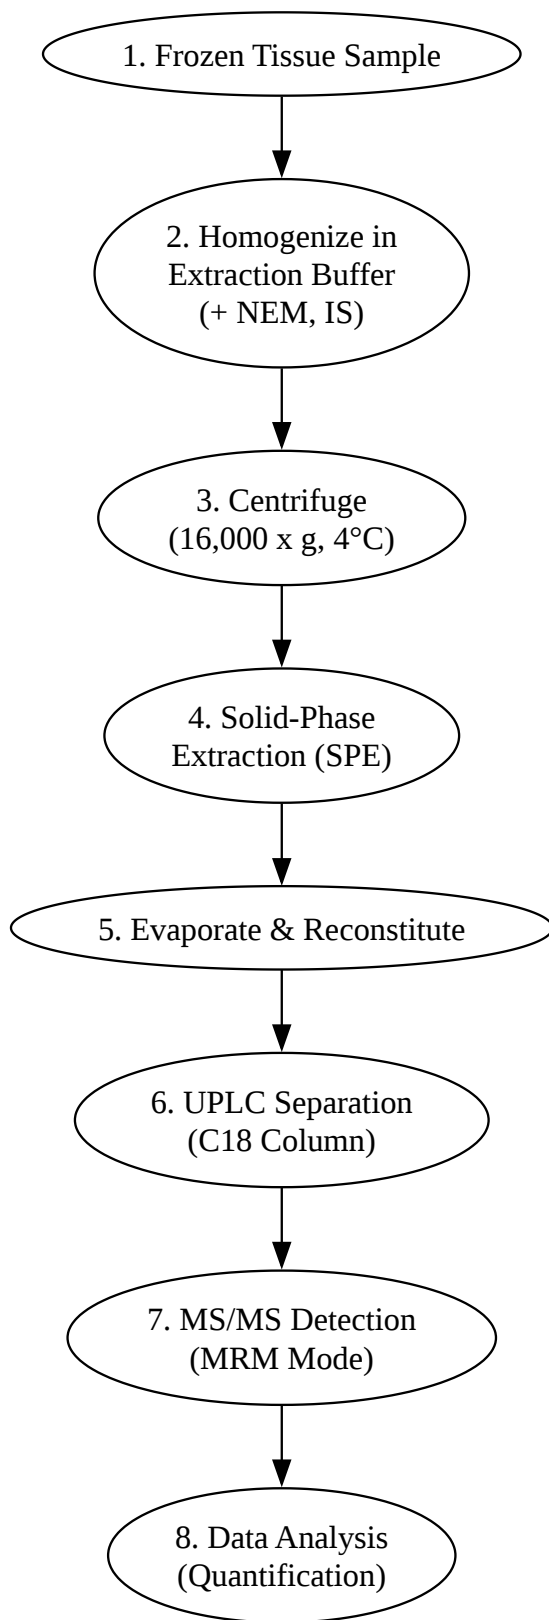 1. Frozen Tissue Sample
2. Homogenize in
Extraction Buffer
(+ NEM, IS)
3. Centrifuge
(16,000 x g, 4°C)
4. Solid-Phase
Extraction (SPE)
5. Evaporate & Reconstitute
6. UPLC Separation
(C18 Column)
7. MS/MS Detection
(MRM Mode)
8. Data Analysis
(Quantification)